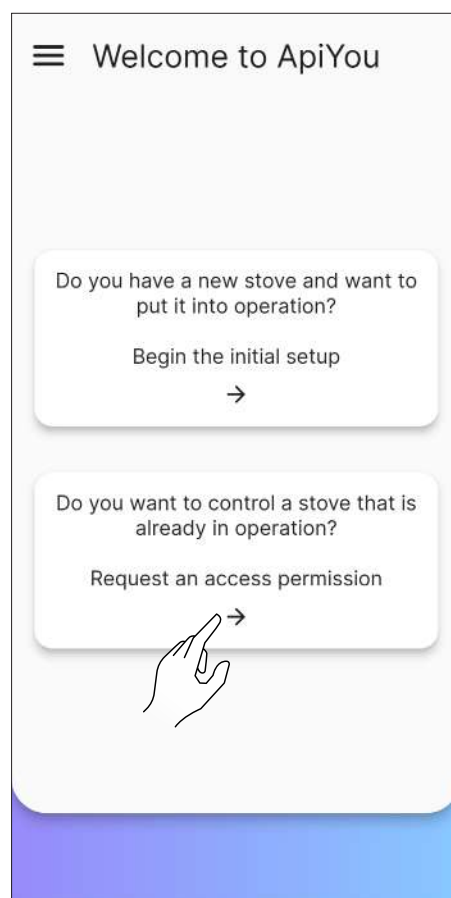 Welcome to ApiYou
Do you have a new stove and want to
put it into operation?
Begin the initial setup
→
Do you want to control a stove that is
already in operation?
Request an access permission
→